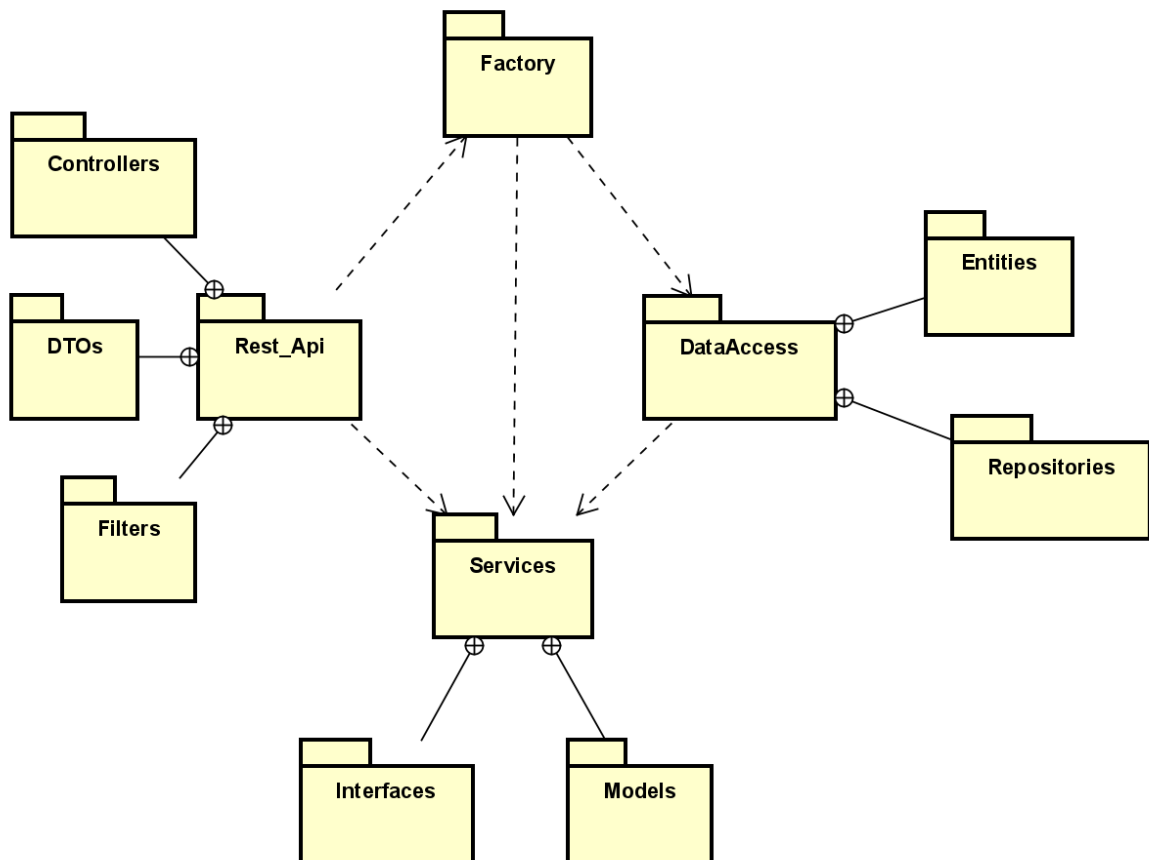 Factory
Controllers
Entities
DTOs
Rest_Api
DataAccess
Repositories
Filters
Services
Interfaces
Models